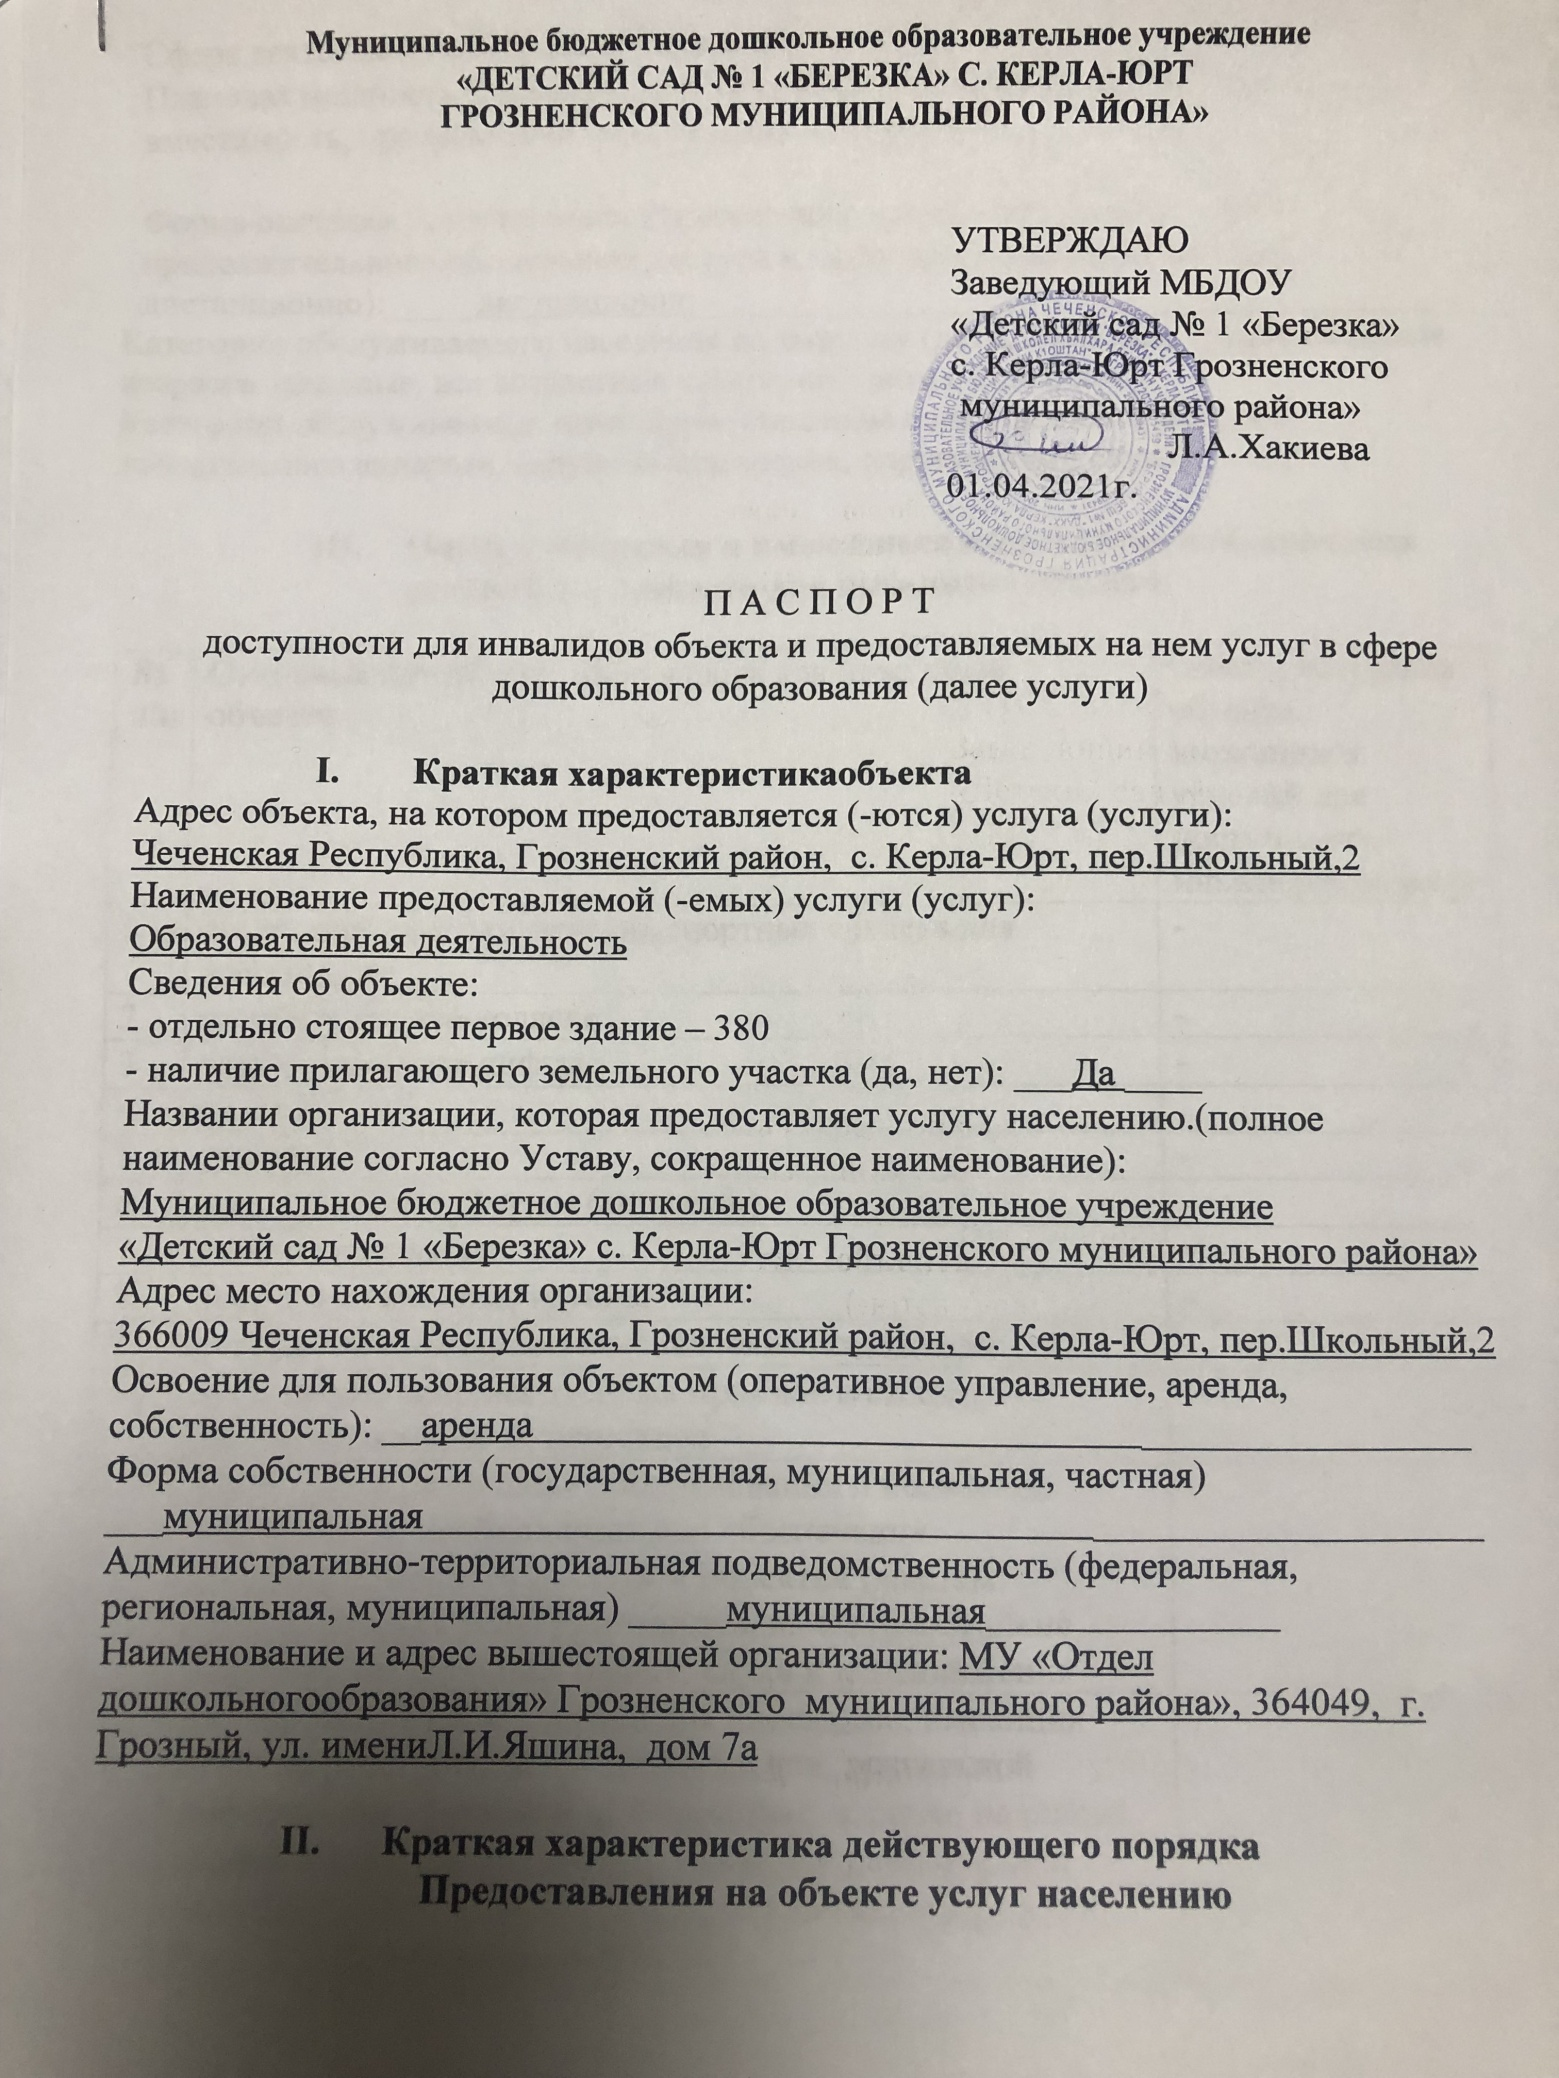 Муниципальное бюджетное дошкольное образовательное учреждение
«ДЕТСКИЙ САД № 1 «БЕРЕЗКА» С. КЕРЛА-ЮРТ
ГРОЗНЕНСКОГО МУНИЦИПАЛЬНОГО РАЙОНА»
УТВЕРЖДАЮ
Заведующий МБДОУ
«Детский сад № 1 «Березка»
с. Керла-Юрт Грозненского
муниципального района»
Л.А.Хакиева
01.04.2021г.
П А С П О Р Т
доступности для инвалидов объекта и предоставляемых на нем услуг в сфере
дошкольного образования (далее услуги)
I. Краткая характеристикаобъекта
Адрес объекта, на котором предоставляется (-ются) услуга (услуги):
Чеченская Республика, Грозненский район, с. Керла-Юрт, пер.Школьный,2
Наименование предоставляемой (-емых) услуги (услуг):
Образовательная деятельность
Сведения об объекте:
- отдельно стоящее первое здание – 380
- наличие прилагающего земельного участка (да, нет): ___Да____
Названии организации, которая предоставляет услугу населению.(полное
наименование согласно Уставу, сокращенное наименование):
Муниципальное бюджетное дошкольное образовательное учреждение
«Детский сад № 1 «Березка» с. Керла-Юрт Грозненского муниципального района»
Адрес место нахождения организации:
366009 Чеченская Республика, Грозненский район, с. Керла-Юрт, пер.Школьный,2
Освоение для пользования объектом (оперативное управление, аренда,
собственность): __аренда________________
Форма собственности (государственная, муниципальная, частная)
___муниципальная____________________
Административно-территориальная подведомственность (федеральная,
региональная, муниципальная) _____муниципальная_______________
Наименование и адрес вышестоящей организации: МУ «Отдел
дошкольногообразования» Грозненского муниципального района», 364049, г.
Грозный, ул. имениЛ.И.Яшина, дом 7а
II. Краткая характеристика действующего порядка
Предоставления на объекте услуг населению